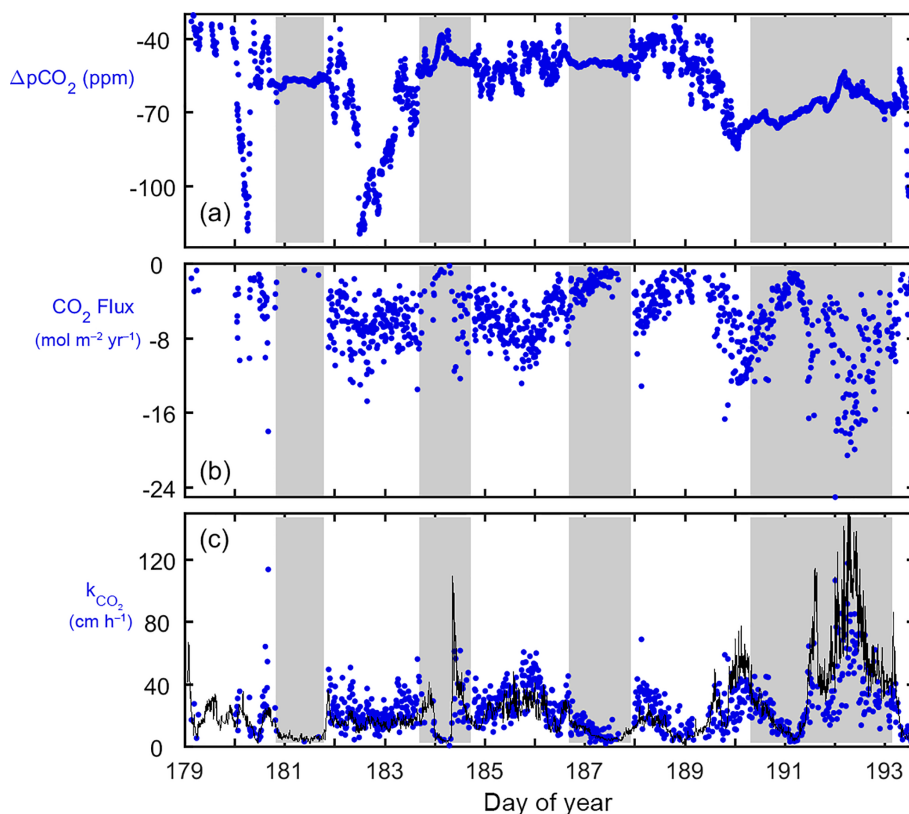 -40
-70
-100
ΔpCO₂ (ppm)
(a)
0
-8
-16
-24
CO₂ Flux
(mol m⁻² yr⁻¹)
(b)
120
80
40
0
k_CO₂
(cm h⁻¹)
(c)
179 181 183 185 187 189 191 193
Day of year